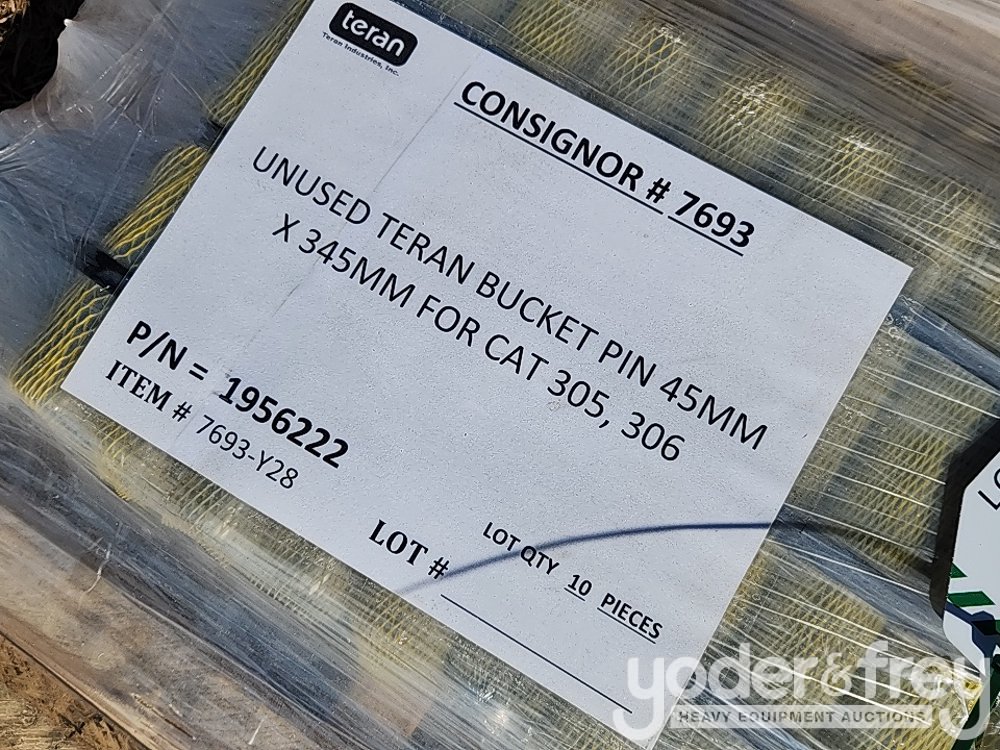 teran
Teran Industries, Inc.
CONSIGNOR # 7693
UNUSED TERAN BUCKET PIN 45MM
X 345MM FOR CAT 305, 306
P/N = 1956222
ITEM # 7693-Y28
LOT QTY 10 PIECES
LOT #
yoder&frey
HEAVY EQUIPMENT AUCTIONS